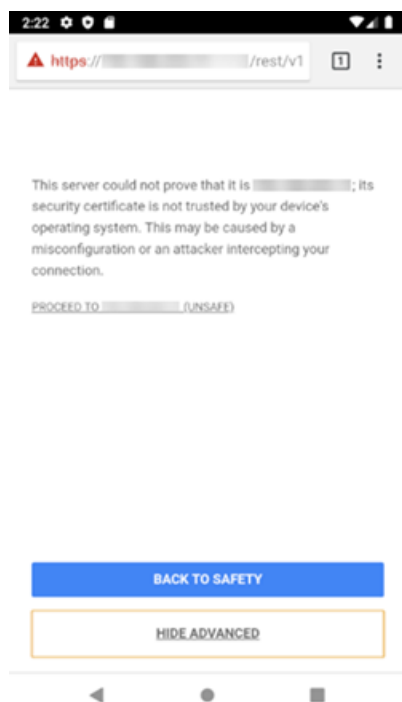 2:22
https:// /rest/v1
1
This server could not prove that it is ; its
security certificate is not trusted by your device's
operating system. This may be caused by a
misconfiguration or an attacker intercepting your
connection.
PROCEED TO (UNSAFE)
BACK TO SAFETY
HIDE ADVANCED